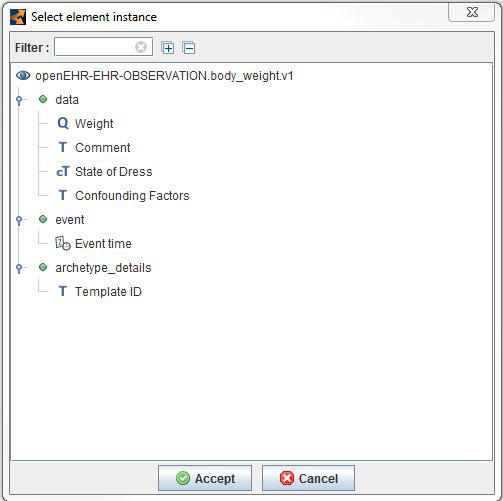 Select element instance
Filter :
openEHR-EHR-OBSERVATION.body_weight.v1
data
Q Weight
T Comment
cT State of Dress
T Confounding Factors
event
Event time
archetype_details
T Template ID
Accept Cancel